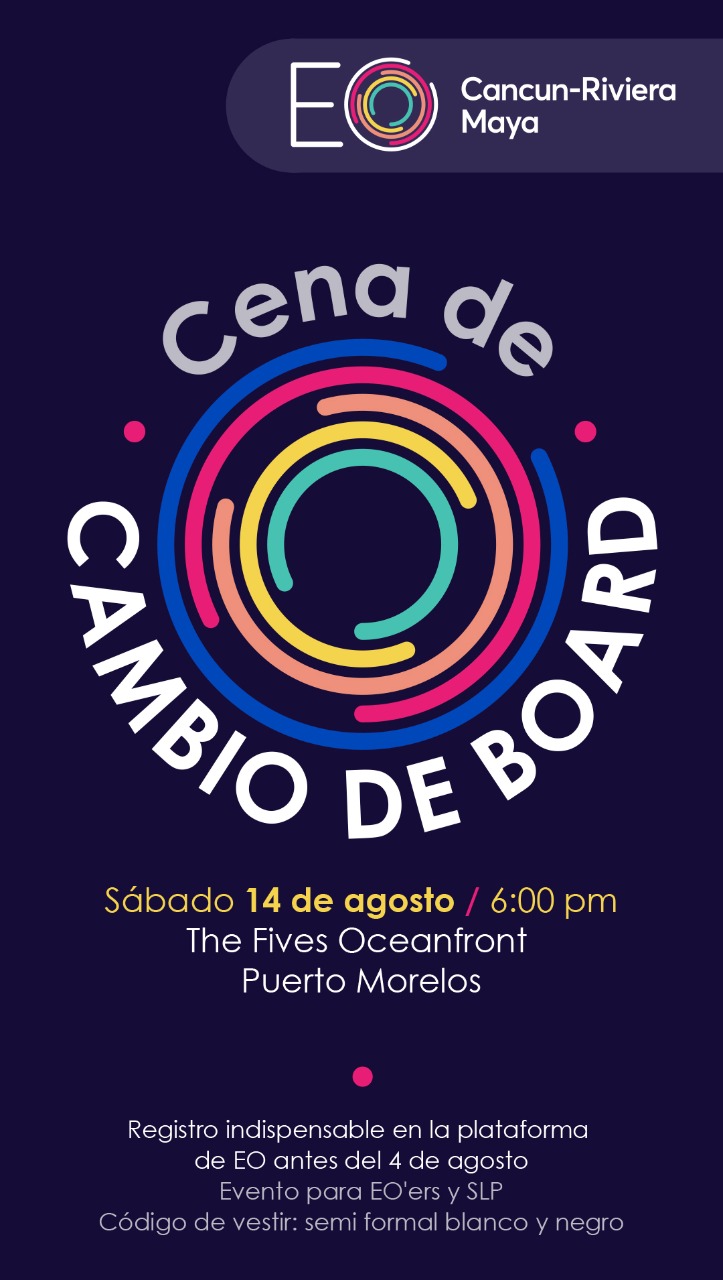 EO
Cancun-Riviera
Maya
Cena de
CAMBIO DE BOARD
Sábado 14 de agosto / 6:00 pm
The Fives Oceanfront
Puerto Morelos
Registro indispensable en la plataforma
de EO antes del 4 de agosto
Evento para EO'ers y SLP
Código de vestir: semi formal blanco y negro